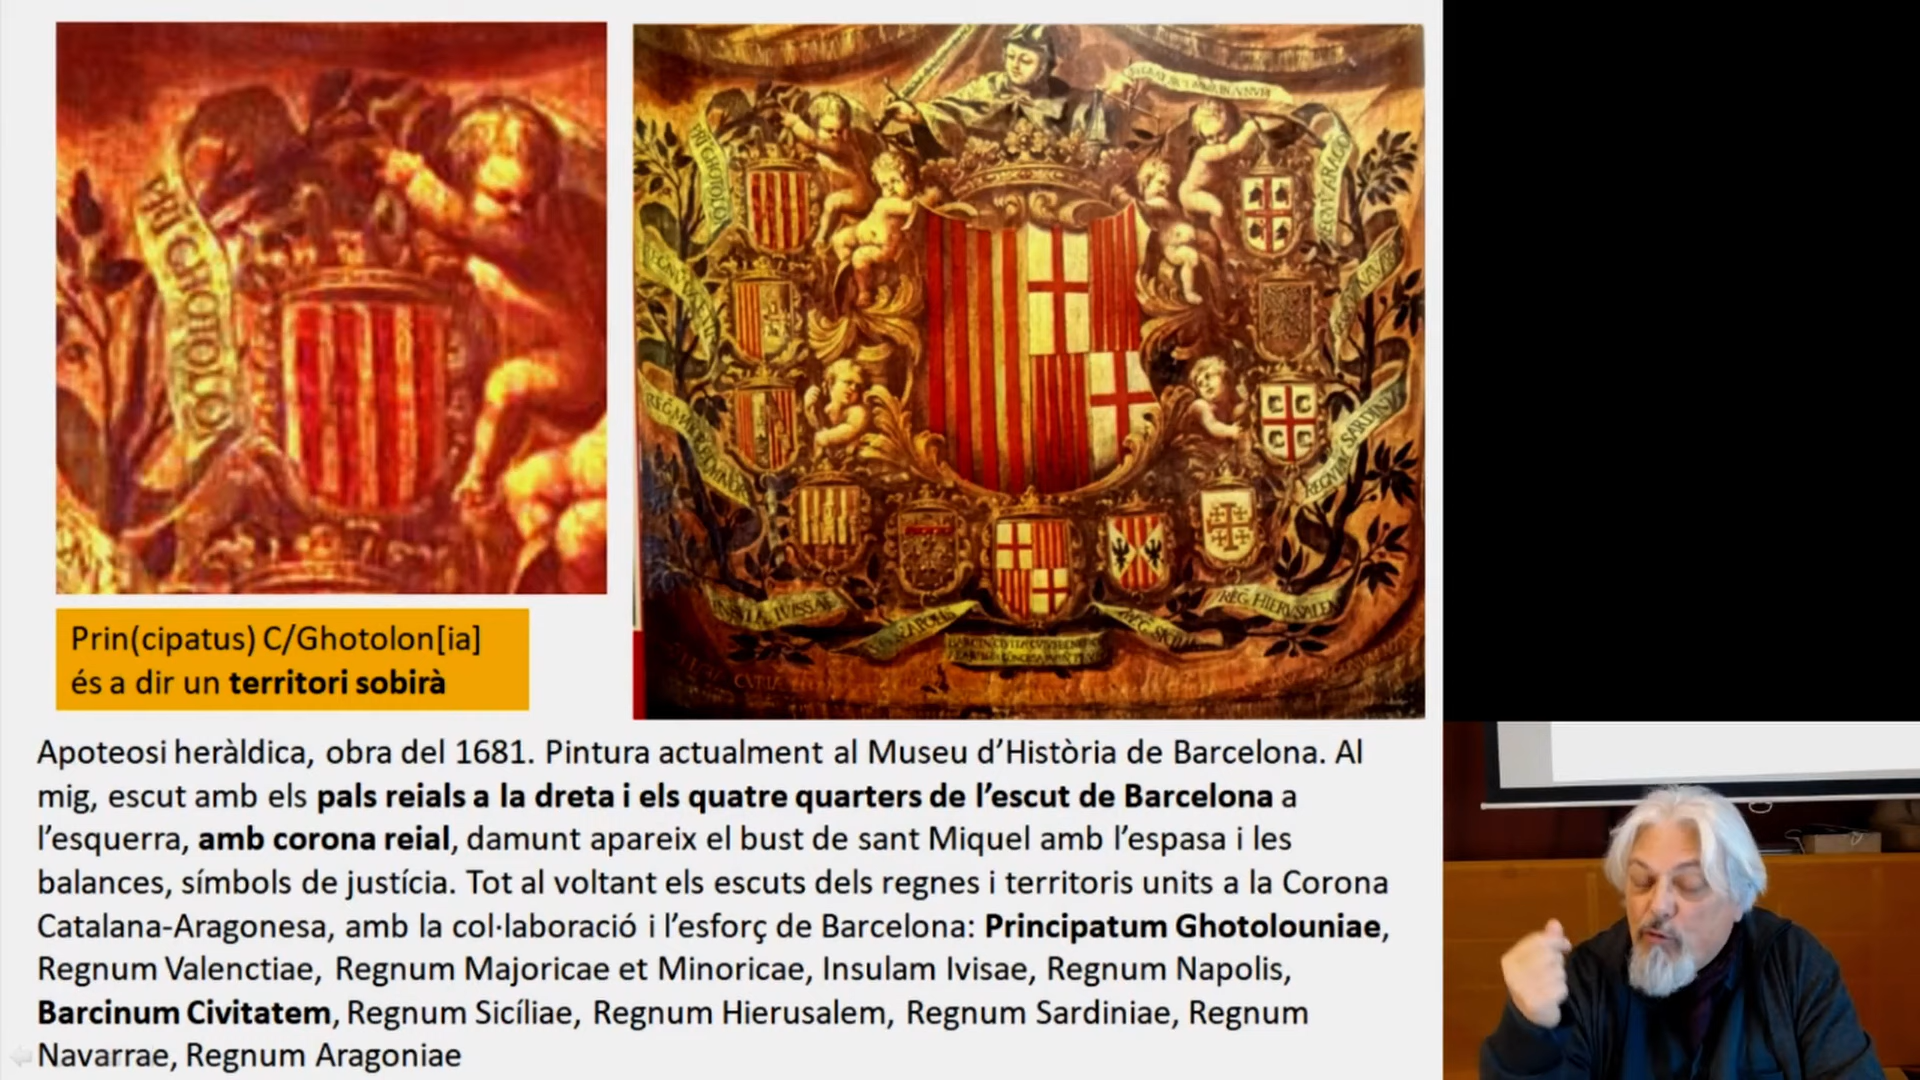 PRI GHOTOLO
REG HIERUSALEM
Prin(cipatus) C/Ghotolon[ia]
és a dir un territori sobirà
Apoteosi heràldica, obra del 1681. Pintura actualment al Museu d’Història de Barcelona. Al
mig, escut amb els pals reials a la dreta i els quatre quarters de l’escut de Barcelona a
l’esquerra, amb corona reial, damunt apareix el bust de sant Miquel amb l’espasa i les
balances, símbols de justícia. Tot al voltant els escuts dels regnes i territoris units a la Corona
Catalana-Aragonesa, amb la col·laboració i l’esforç de Barcelona: Principatum Ghotolouniae,
Regnum Valenctiae, Regnum Majoricae et Minoricae, Insulam Ivisae, Regnum Napolis,
Barcinum Civitatem, Regnum Sicíliae, Regnum Hierusalem, Regnum Sardiniae, Regnum
Navarrae, Regnum Aragoniae